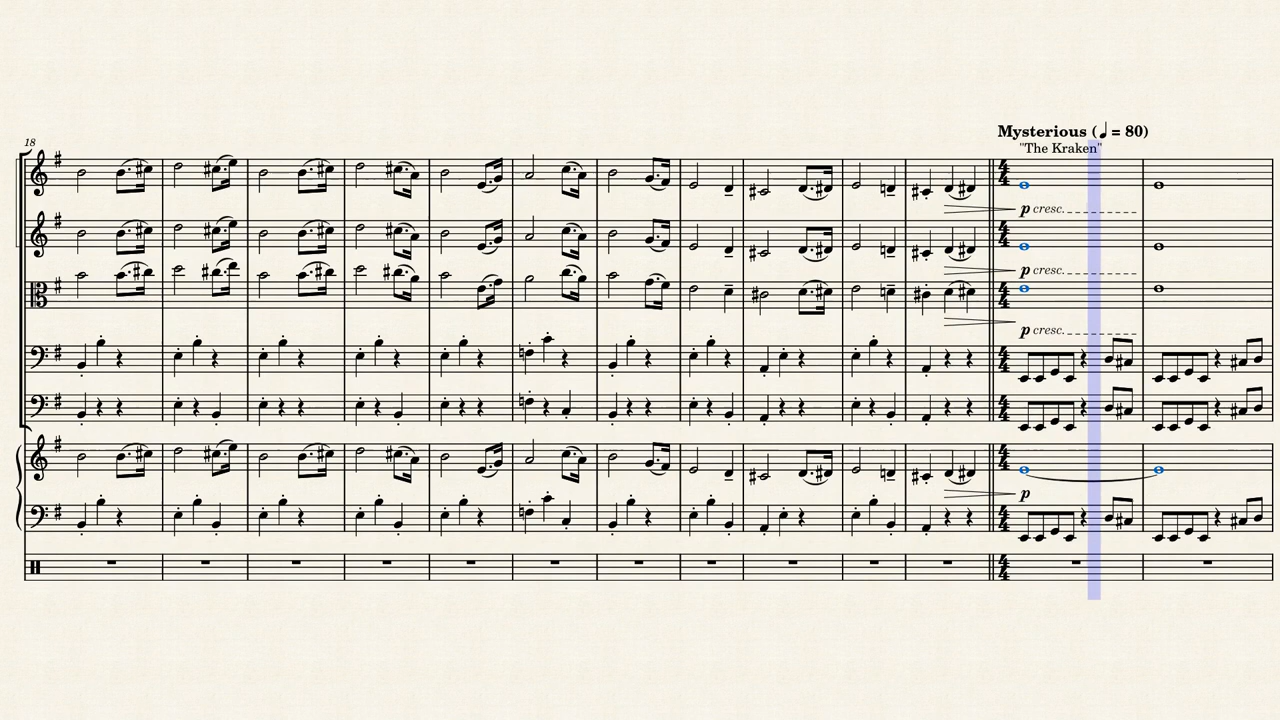 18
Mysterious (♩ = 80)
"The Kraken"
p cresc.
p cresc.
p cresc.
p